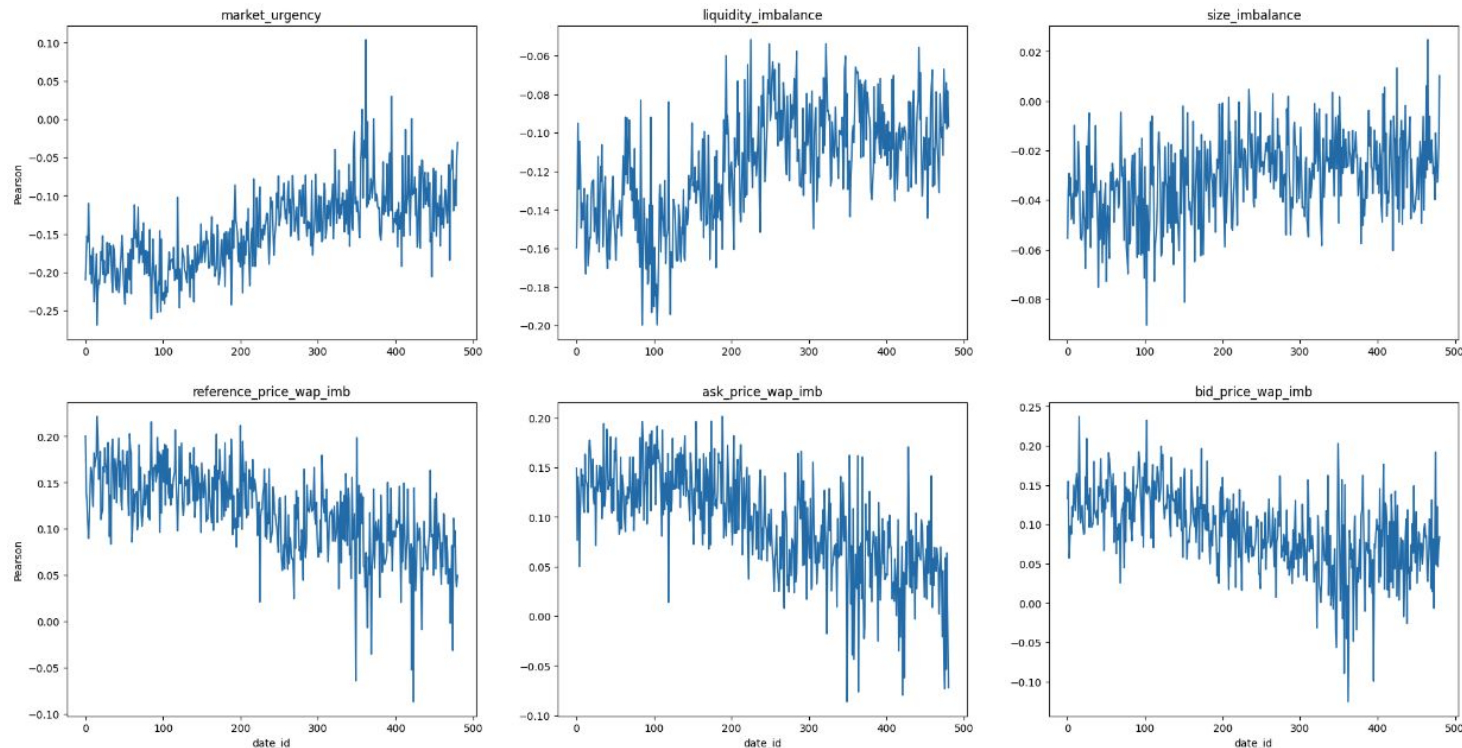 market_urgency
0.10
0.05
0.00
−0.05
−0.10
−0.15
−0.20
−0.25
Pearson
0 100 200 300 400 500
liquidity_imbalance
−0.06
−0.08
−0.10
−0.12
−0.14
−0.16
−0.18
−0.20
0 100 200 300 400 500
size_imbalance
0.02
0.00
−0.02
−0.04
−0.06
−0.08
0 100 200 300 400 500
reference_price_wap_imb
0.20
0.15
0.10
0.05
0.00
−0.05
−0.10
Pearson
0 100 200 300 400 500
date_id
ask_price_wap_imb
0.20
0.15
0.10
0.05
0.00
−0.05
−0.10
0 100 200 300 400 500
date_id
bid_price_wap_imb
0.25
0.20
0.15
0.10
0.05
0.00
−0.05
−0.10
0 100 200 300 400 500
date_id